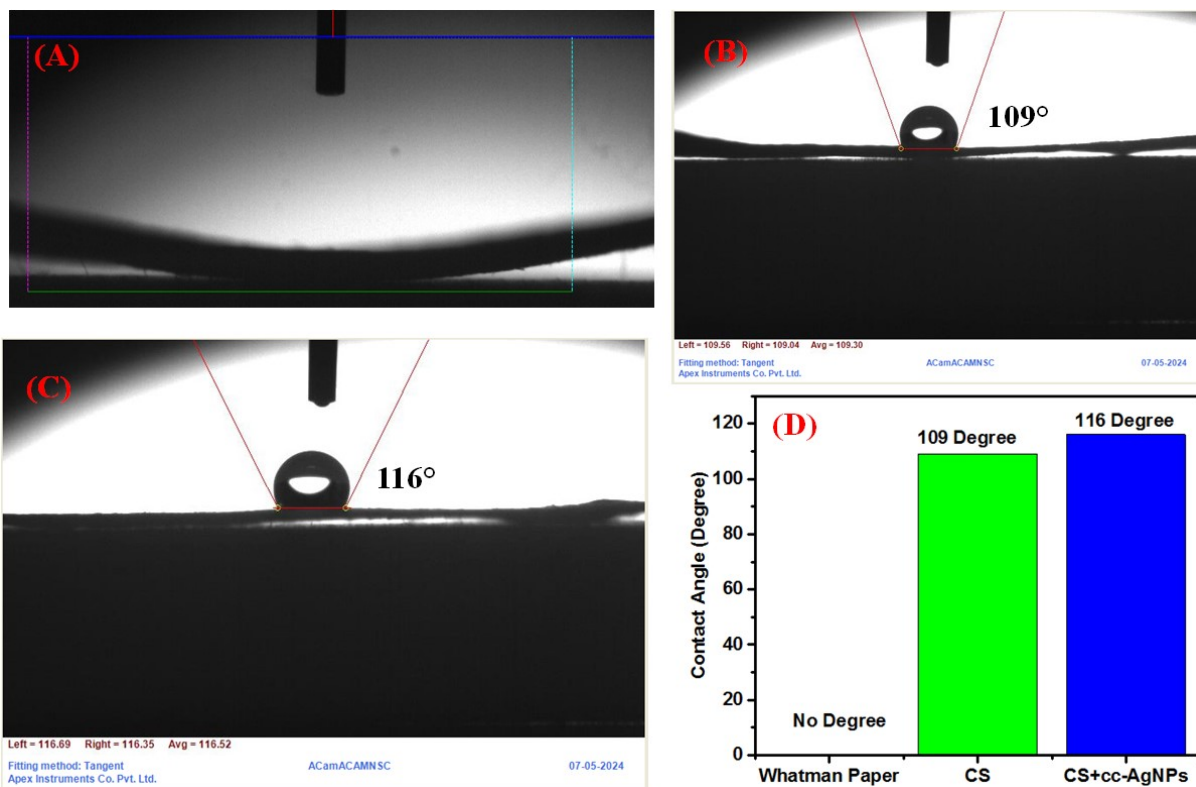 (A)
(B)
109°
Left = 109.56 Right = 109.04 Avg = 109.30
Fitting method: Tangent ACamACAMNSC 07-05-2024
Apex Instruments Co. Pvt. Ltd.
(C)
116°
Left = 116.69 Right = 116.35 Avg = 116.52
Fitting method: Tangent ACamACAMNSC 07-05-2024
Apex Instruments Co. Pvt. Ltd.
(D)
Contact Angle (Degree)
120
100
80
60
40
20
0
No Degree
109 Degree
116 Degree
Whatman Paper CS CS+cc-AgNPs